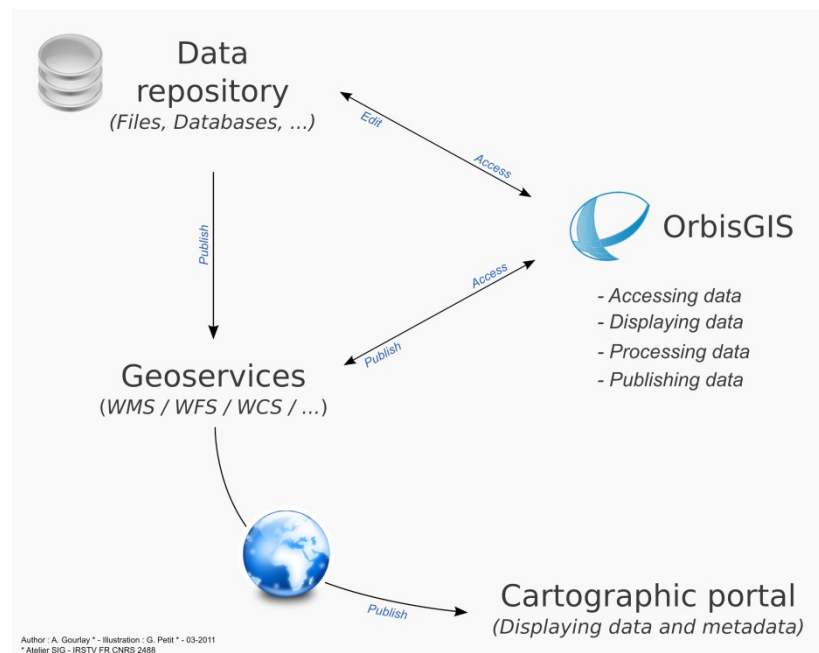 Data
repository
(Files, Databases, ...)
Edit
Access
Publish
OrbisGIS
- Accessing data
- Displaying data
- Processing data
- Publishing data
Access
Publish
Geoservices
(WMS / WFS / WCS / ...)
Publish
Cartographic portal
(Displaying data and metadata)
Author : A. Gourlay * - Illustration : G. Petit * - 03-2011
* Atelier SIG - IRSTV FR CNRS 2488